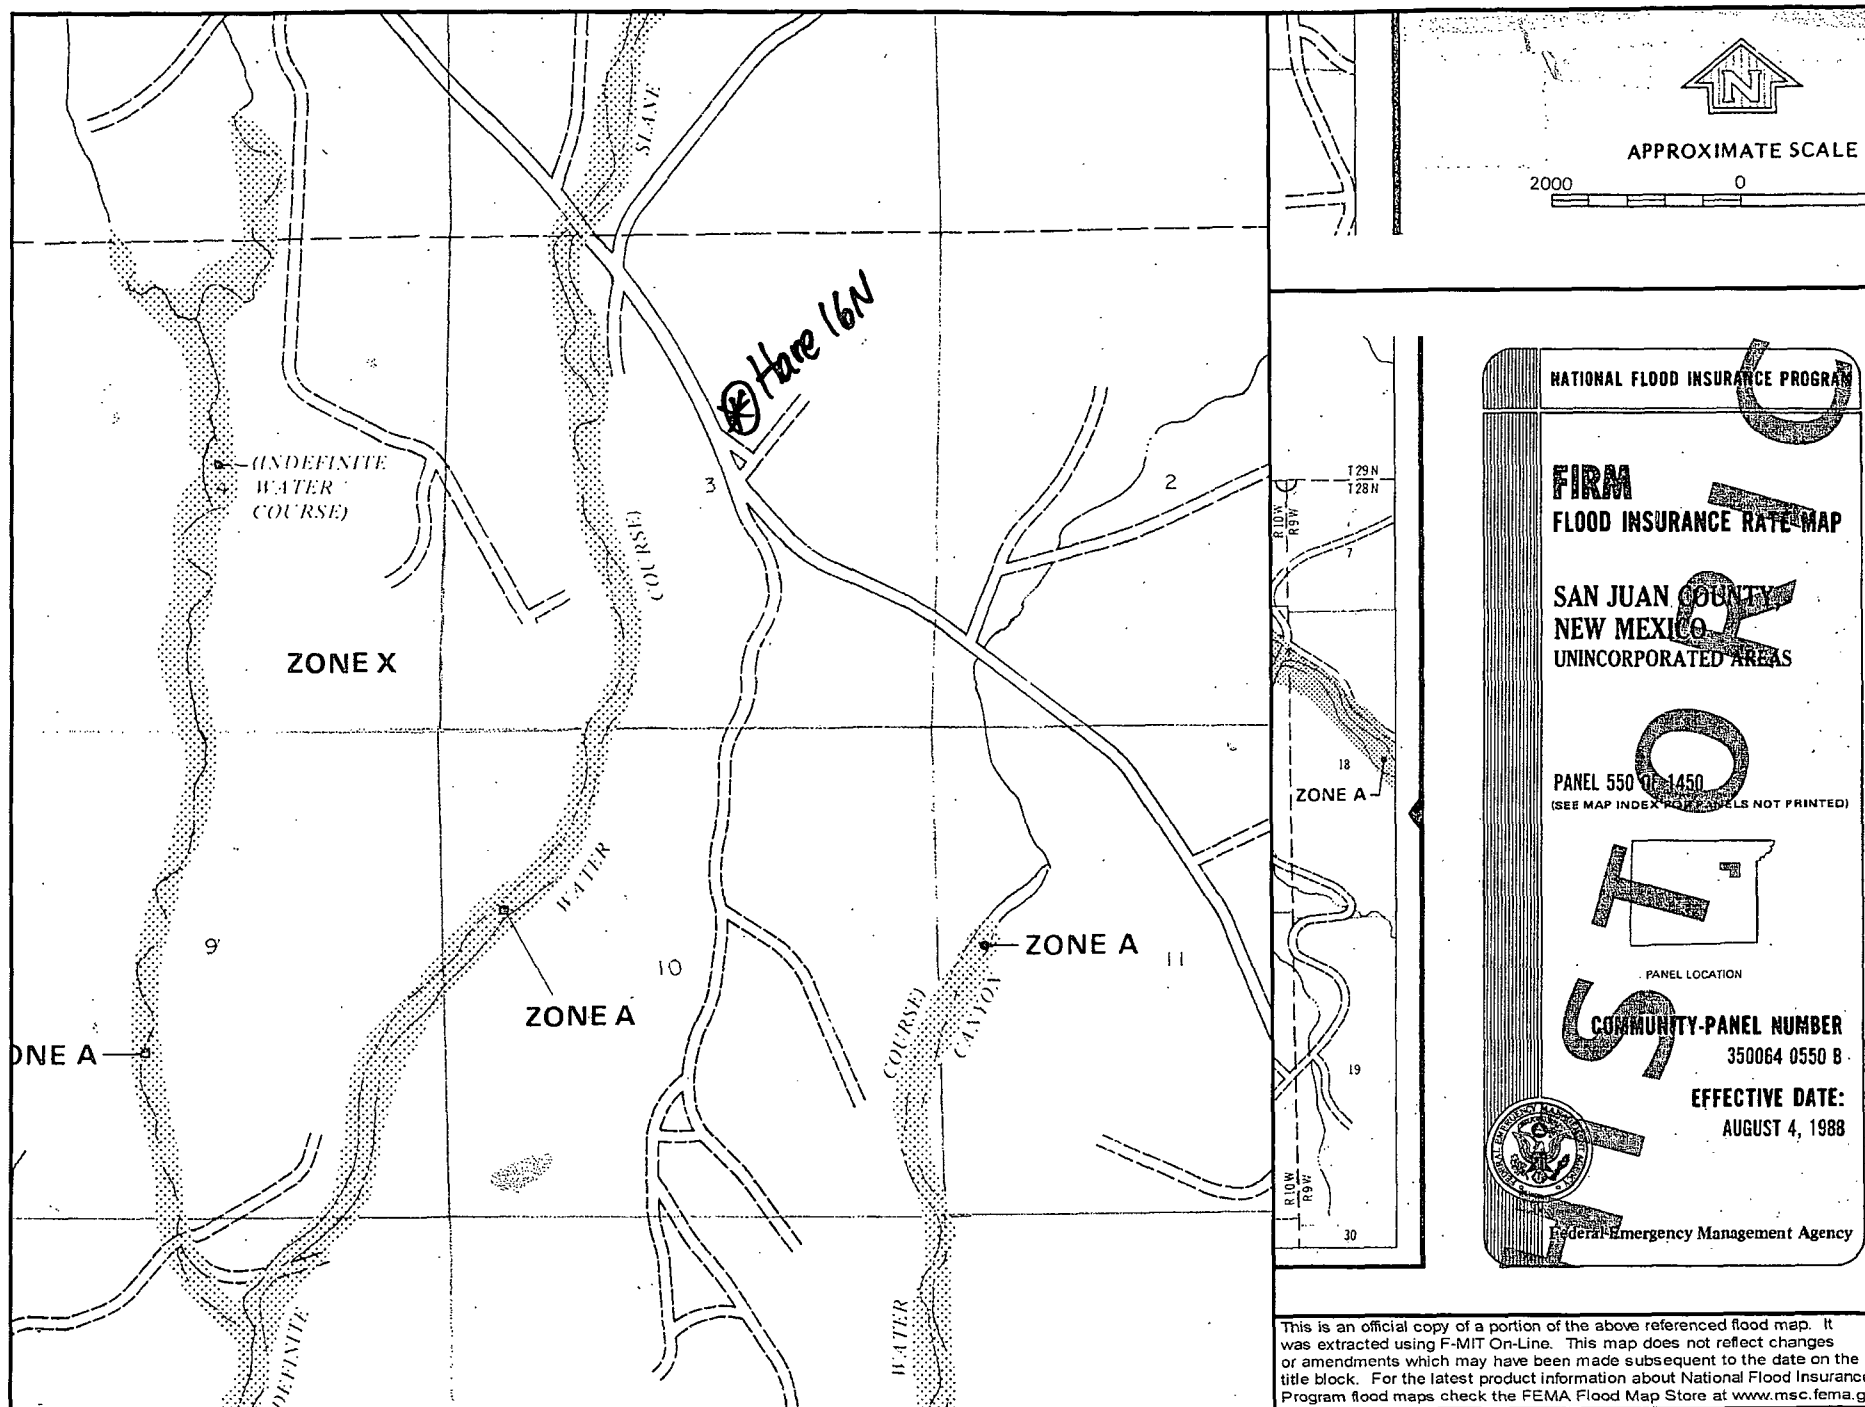 SLANE
Hare 16N
(INDEFINITE
WATER
COURSE)
3
2
COURSE)
ZONE X
WATER
9
10
ZONE A
ZONE A
11
COURSE)
CANYON
ONE A
WATER
DEFINITE
N
APPROXIMATE SCALE
2000 0
T29N
T28N
R10W
R9W
7
18
ZONE A
19
R10W
R9W
30
NATIONAL FLOOD INSURANCE PROGRAM
FIRM
FLOOD INSURANCE RATE MAP
SAN JUAN COUNTY,
NEW MEXICO
UNINCORPORATED AREAS
PANEL 550 OF 1450
(SEE MAP INDEX FOR PANELS NOT PRINTED)
PANEL LOCATION
COMMUNITY-PANEL NUMBER
350064 0550 B
EFFECTIVE DATE:
AUGUST 4, 1988
FEDERAL EMERGENCY MANAGEMENT AGENCY
Federal Emergency Management Agency
HISTORIC
This is an official copy of a portion of the above referenced flood map. It
was extracted using F-MIT On-Line. This map does not reflect changes
or amendments which may have been made subsequent to the date on the
title block. For the latest product information about National Flood Insurance
Program flood maps check the FEMA Flood Map Store at www.msc.fema.g